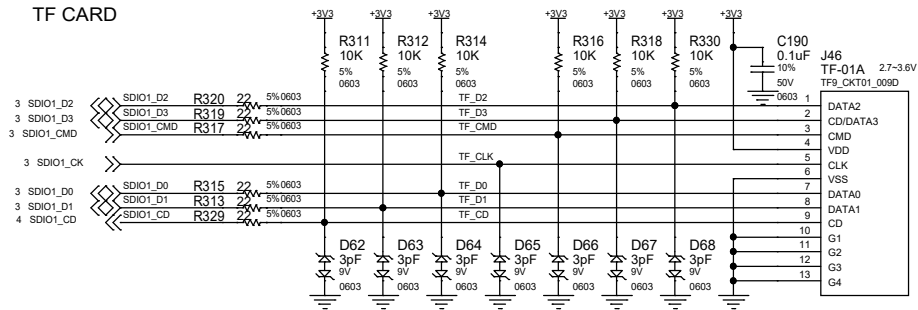 TF CARD
+3V3 +3V3 +3V3 +3V3 +3V3 +3V3 +3V3
R311 R312 R314 R316 R318 R330 C190
10K 10K 10K 10K 10K 10K 0.1uF J46
5% 5% 5% 5% 5% 5% 10% TF-01A 2.7~3.6V
0603 0603 0603 0603 0603 0603 50V TF9_CKT01_009D
0603
3 SDIO1_D2 SDIO1_D2 R320 22 5%0603 TF_D2 1 DATA2
3 SDIO1_D3 SDIO1_D3 R319 22 5%0603 TF_D3 2 CD/DATA3
3 SDIO1_CMD SDIO1_CMD R317 22 5%0603 TF_CMD 3 CMD
4 VDD
3 SDIO1_CK TF_CLK 5 CLK
6 VSS
3 SDIO1_D0 SDIO1_D0 R315 22 5%0603 TF_D0 7 DATA0
3 SDIO1_D1 SDIO1_D1 R313 22 5%0603 TF_D1 8 DATA1
4 SDIO1_CD SDIO1_CD R329 22 5%0603 TF_CD 9 CD
10 G1
11 G2
12 G3
13 G4
D62 D63 D64 D65 D66 D67 D68
3pF 3pF 3pF 3pF 3pF 3pF 3pF
9V 9V 9V 9V 9V 9V 9V
0603 0603 0603 0603 0603 0603 0603